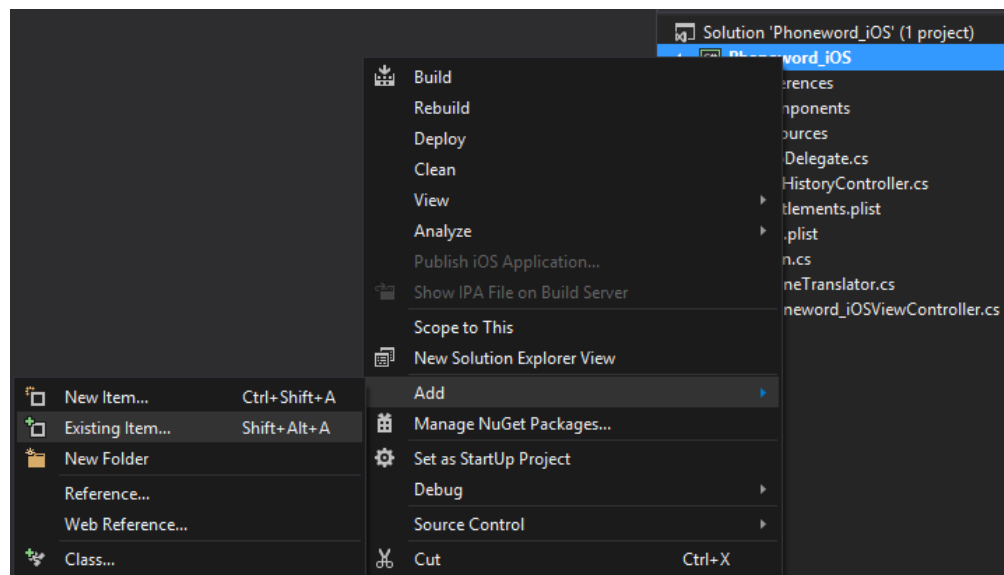 Solution 'Phoneword_iOS' (1 project)
Phoneword_iOS
erences
nponents
ources
Delegate.cs
HistoryController.cs
tlements.plist
.plist
n.cs
neTranslator.cs
neword_iOSViewController.cs
Build
Rebuild
Deploy
Clean
View
Analyze
Publish iOS Application...
Show IPA File on Build Server
Scope to This
New Solution Explorer View
Add
Manage NuGet Packages...
Set as StartUp Project
Debug
Source Control
Cut Ctrl+X
New Item... Ctrl+Shift+A
Existing Item... Shift+Alt+A
New Folder
Reference...
Web Reference...
Class...